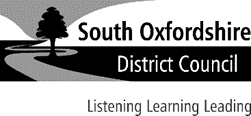 South Oxfordshire
District Council
Listening Learning Leading